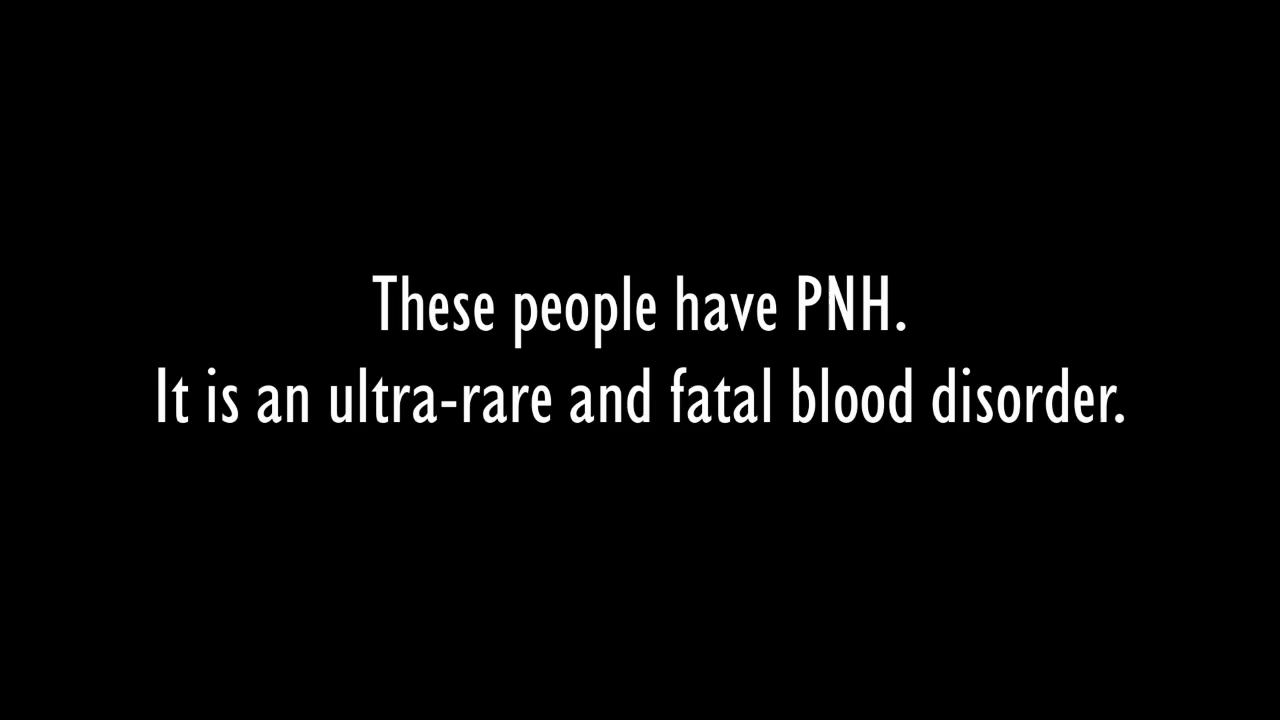 These people have PNH.
It is an ultra-rare and fatal blood disorder.